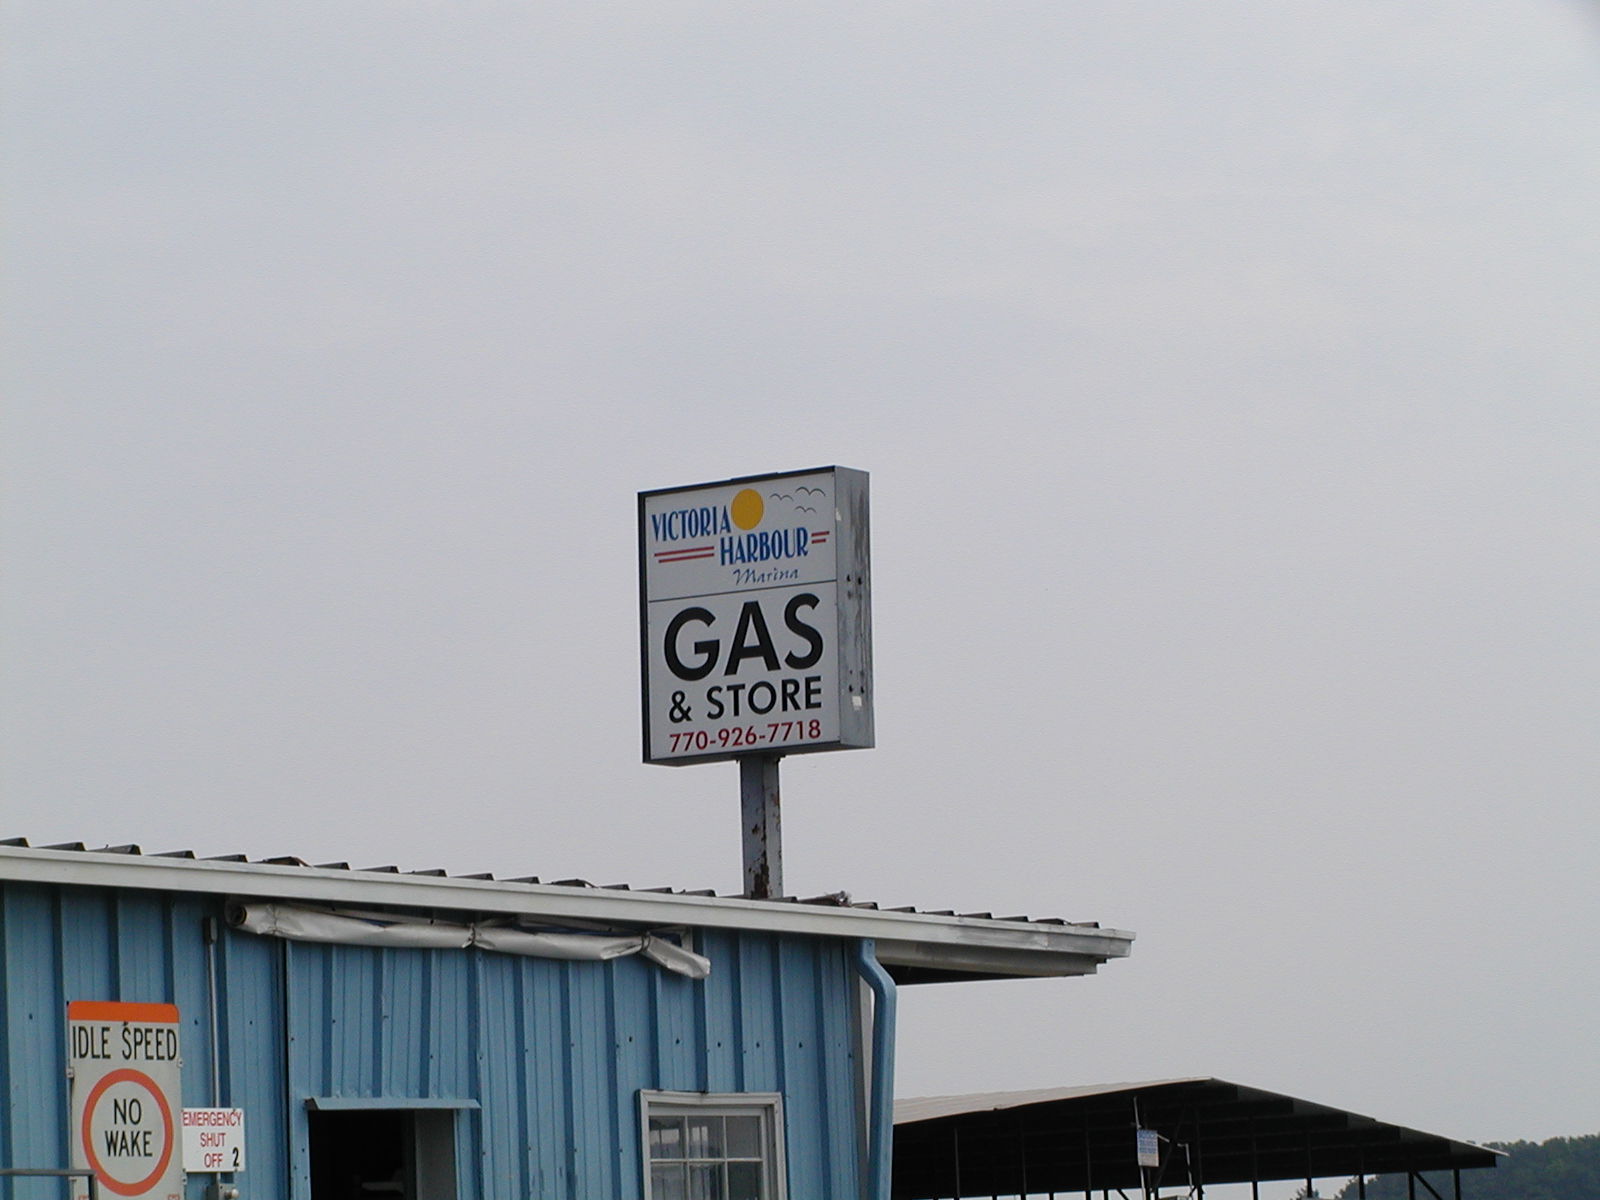 VICTORIA
HARBOUR
Marina
GAS
& STORE
770-926-7718
IDLE SPEED
NO
WAKE
EMERGENCY
SHUT
OFF 2